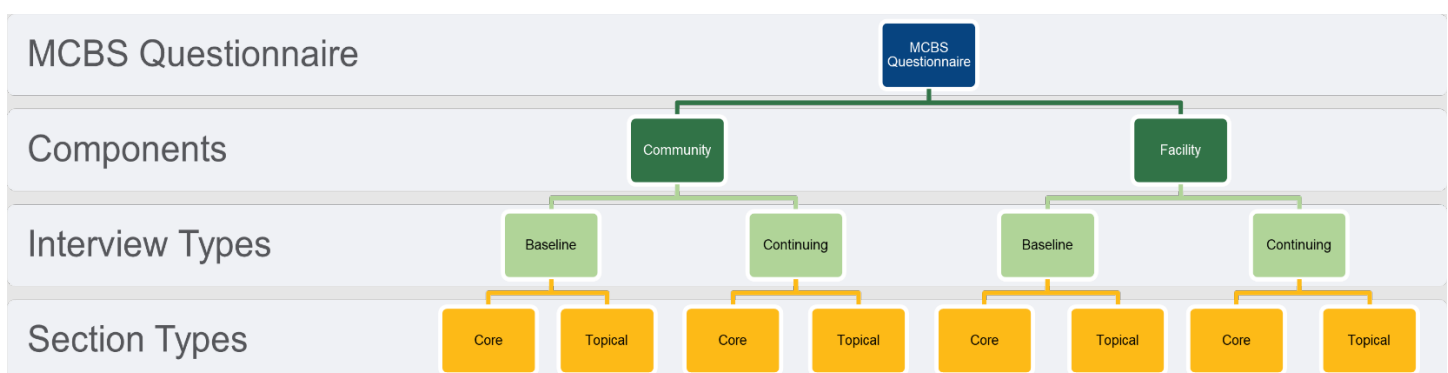 MCBS Questionnaire
MCBS
Questionnaire
Components
Community
Facility
Interview Types
Baseline
Continuing
Baseline
Continuing
Section Types
Core
Topical
Core
Topical
Core
Topical
Core
Topical